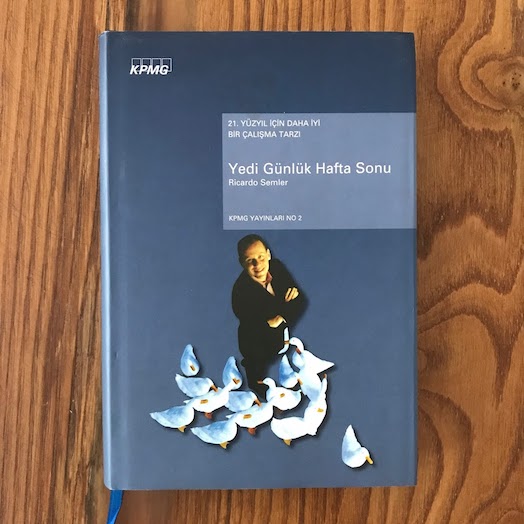 KPMG
21. YÜZYIL İÇİN DAHA İYİ
BİR ÇALIŞMA TARZI
Yedi Günlük Hafta Sonu
Ricardo Semler
KPMG YAYINLARI NO 2